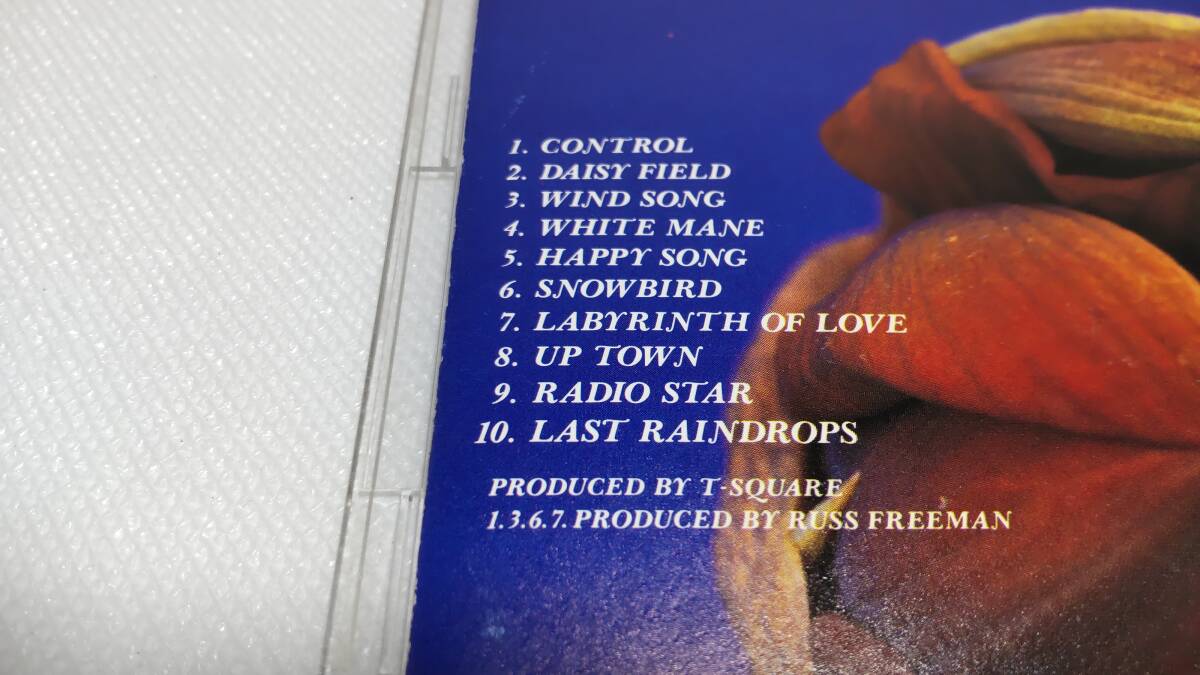 1. CONTROL
2. DAISY FIELD
3. WIND SONG
4. WHITE MANE
5. HAPPY SONG
6. SNOWBIRD
7. LABYRINTH OF LOVE
8. UP TOWN
9. RADIO STAR
10. LAST RAINDROPS
PRODUCED BY T-SQUARE
1.3.6.7. PRODUCED BY RUSS FREEMAN